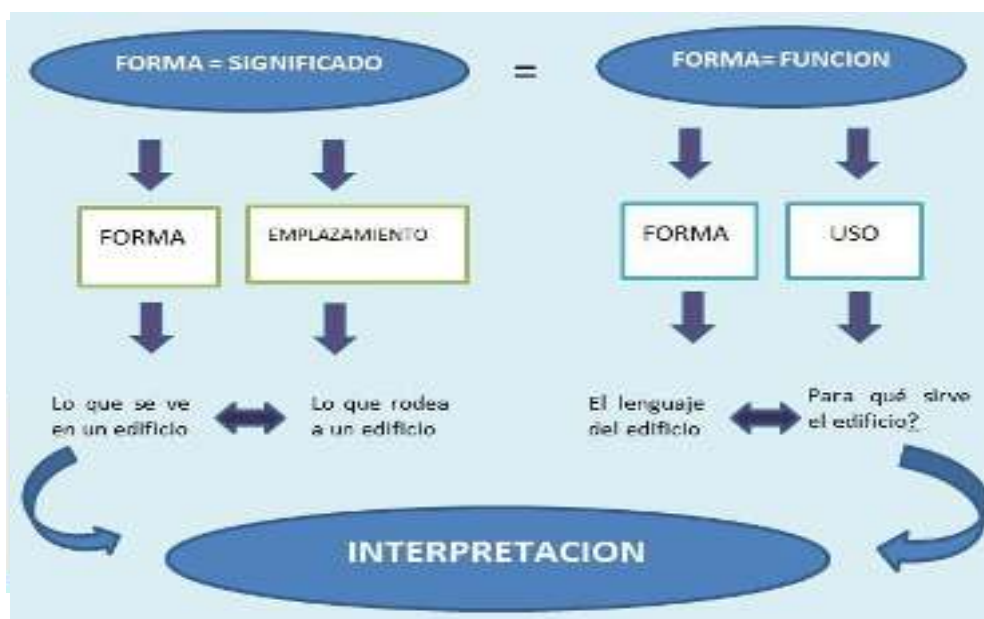 FORMA = SIGNIFICADO
=
FORMA= FUNCION
FORMA
EMPLAZAMIENTO
FORMA
USO
Lo que se ve
en un edificio
Lo que rodea
a un edificio
El lenguaje
del edificio
Para qué sirve
el edificio?
INTERPRETACION